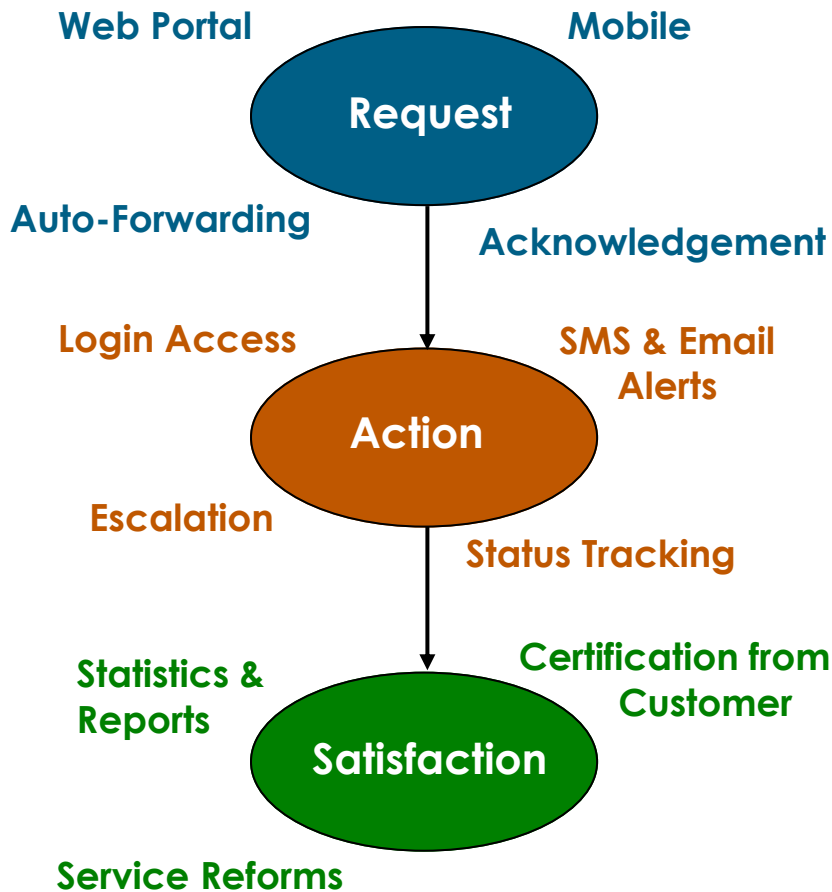 Web Portal
Mobile
Request
Auto-Forwarding
Acknowledgement
Login Access
SMS & Email
Alerts
Action
Escalation
Status Tracking
Statistics &
Reports
Certification from
Customer
Satisfaction
Service Reforms